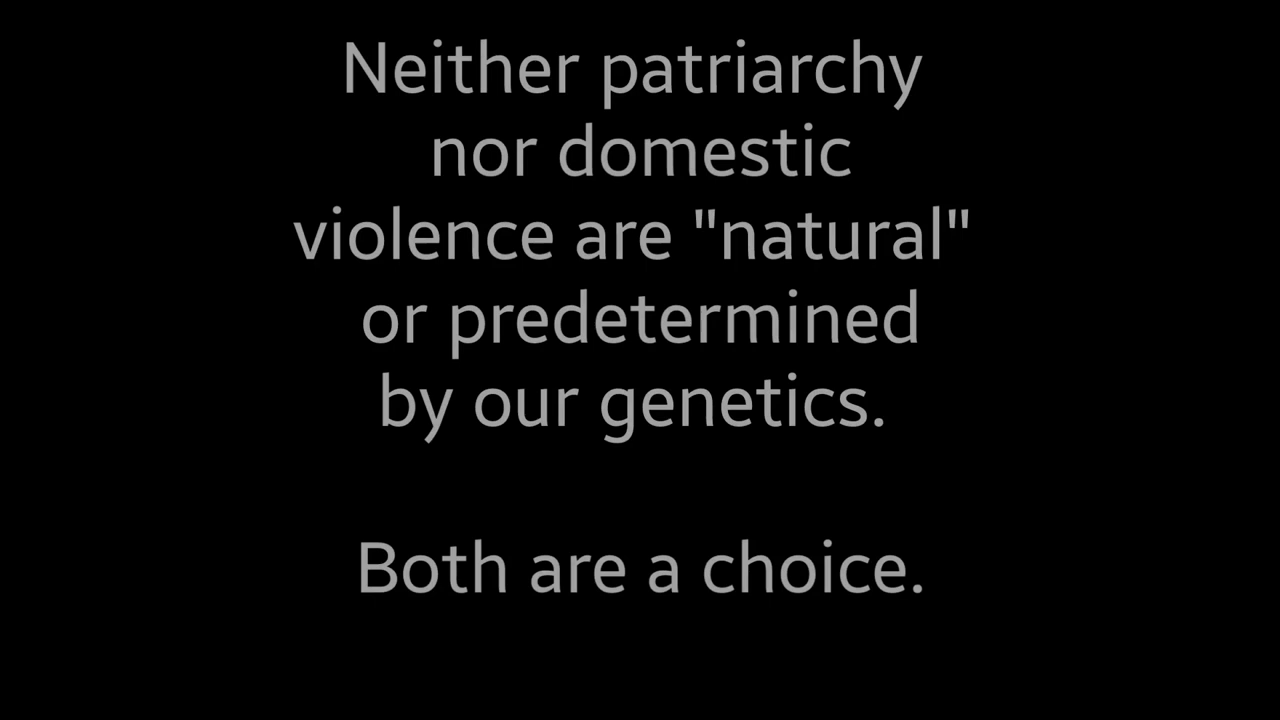 Neither patriarchy
nor domestic
violence are "natural"
or predetermined
by our genetics.
Both are a choice.